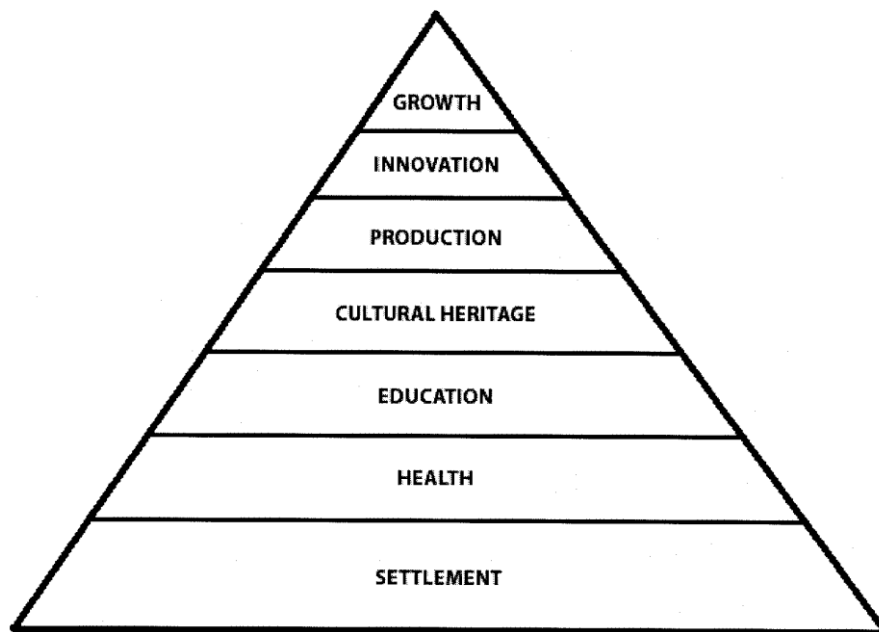 GROWTH
INNOVATION
PRODUCTION
CULTURAL HERITAGE
EDUCATION
HEALTH
SETTLEMENT